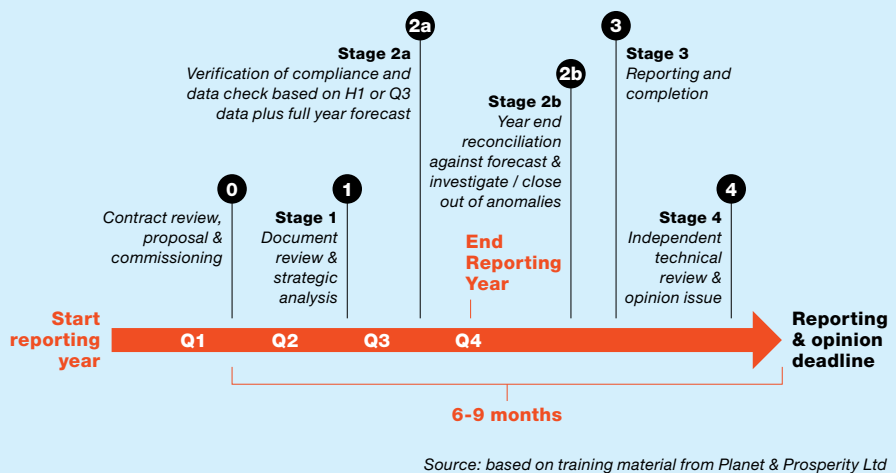 2a
Stage 2a
Verification of compliance and
data check based on H1 or Q3
data plus full year forecast
3
Stage 3
Reporting and
completion
2b
Stage 2b
Year end
reconciliation
against forecast &
investigate / close
out of anomalies
0
Contract review,
proposal &
commissioning
1
Stage 1
Document
review &
strategic
analysis
4
Stage 4
Independent
technical
review &
opinion issue
End
Reporting
Year
Start
reporting
year
Q1
Q2
Q3
Q4
Reporting
& opinion
deadline
6-9 months
Source: based on training material from Planet & Prosperity Ltd